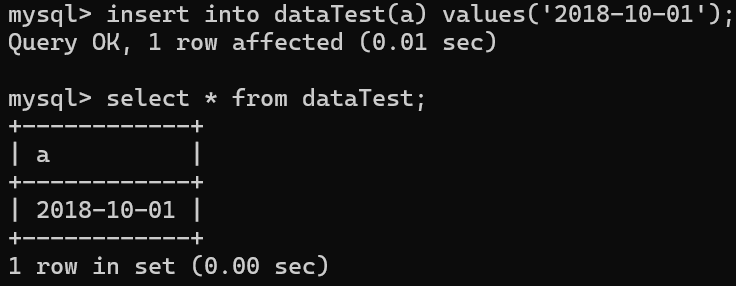 mysql> insert into dataTest(a) values('2018-10-01');
Query OK, 1 row affected (0.01 sec)

mysql> select * from dataTest;
+------------+
| a          |
+------------+
| 2018-10-01 |
+------------+
1 row in set (0.00 sec)